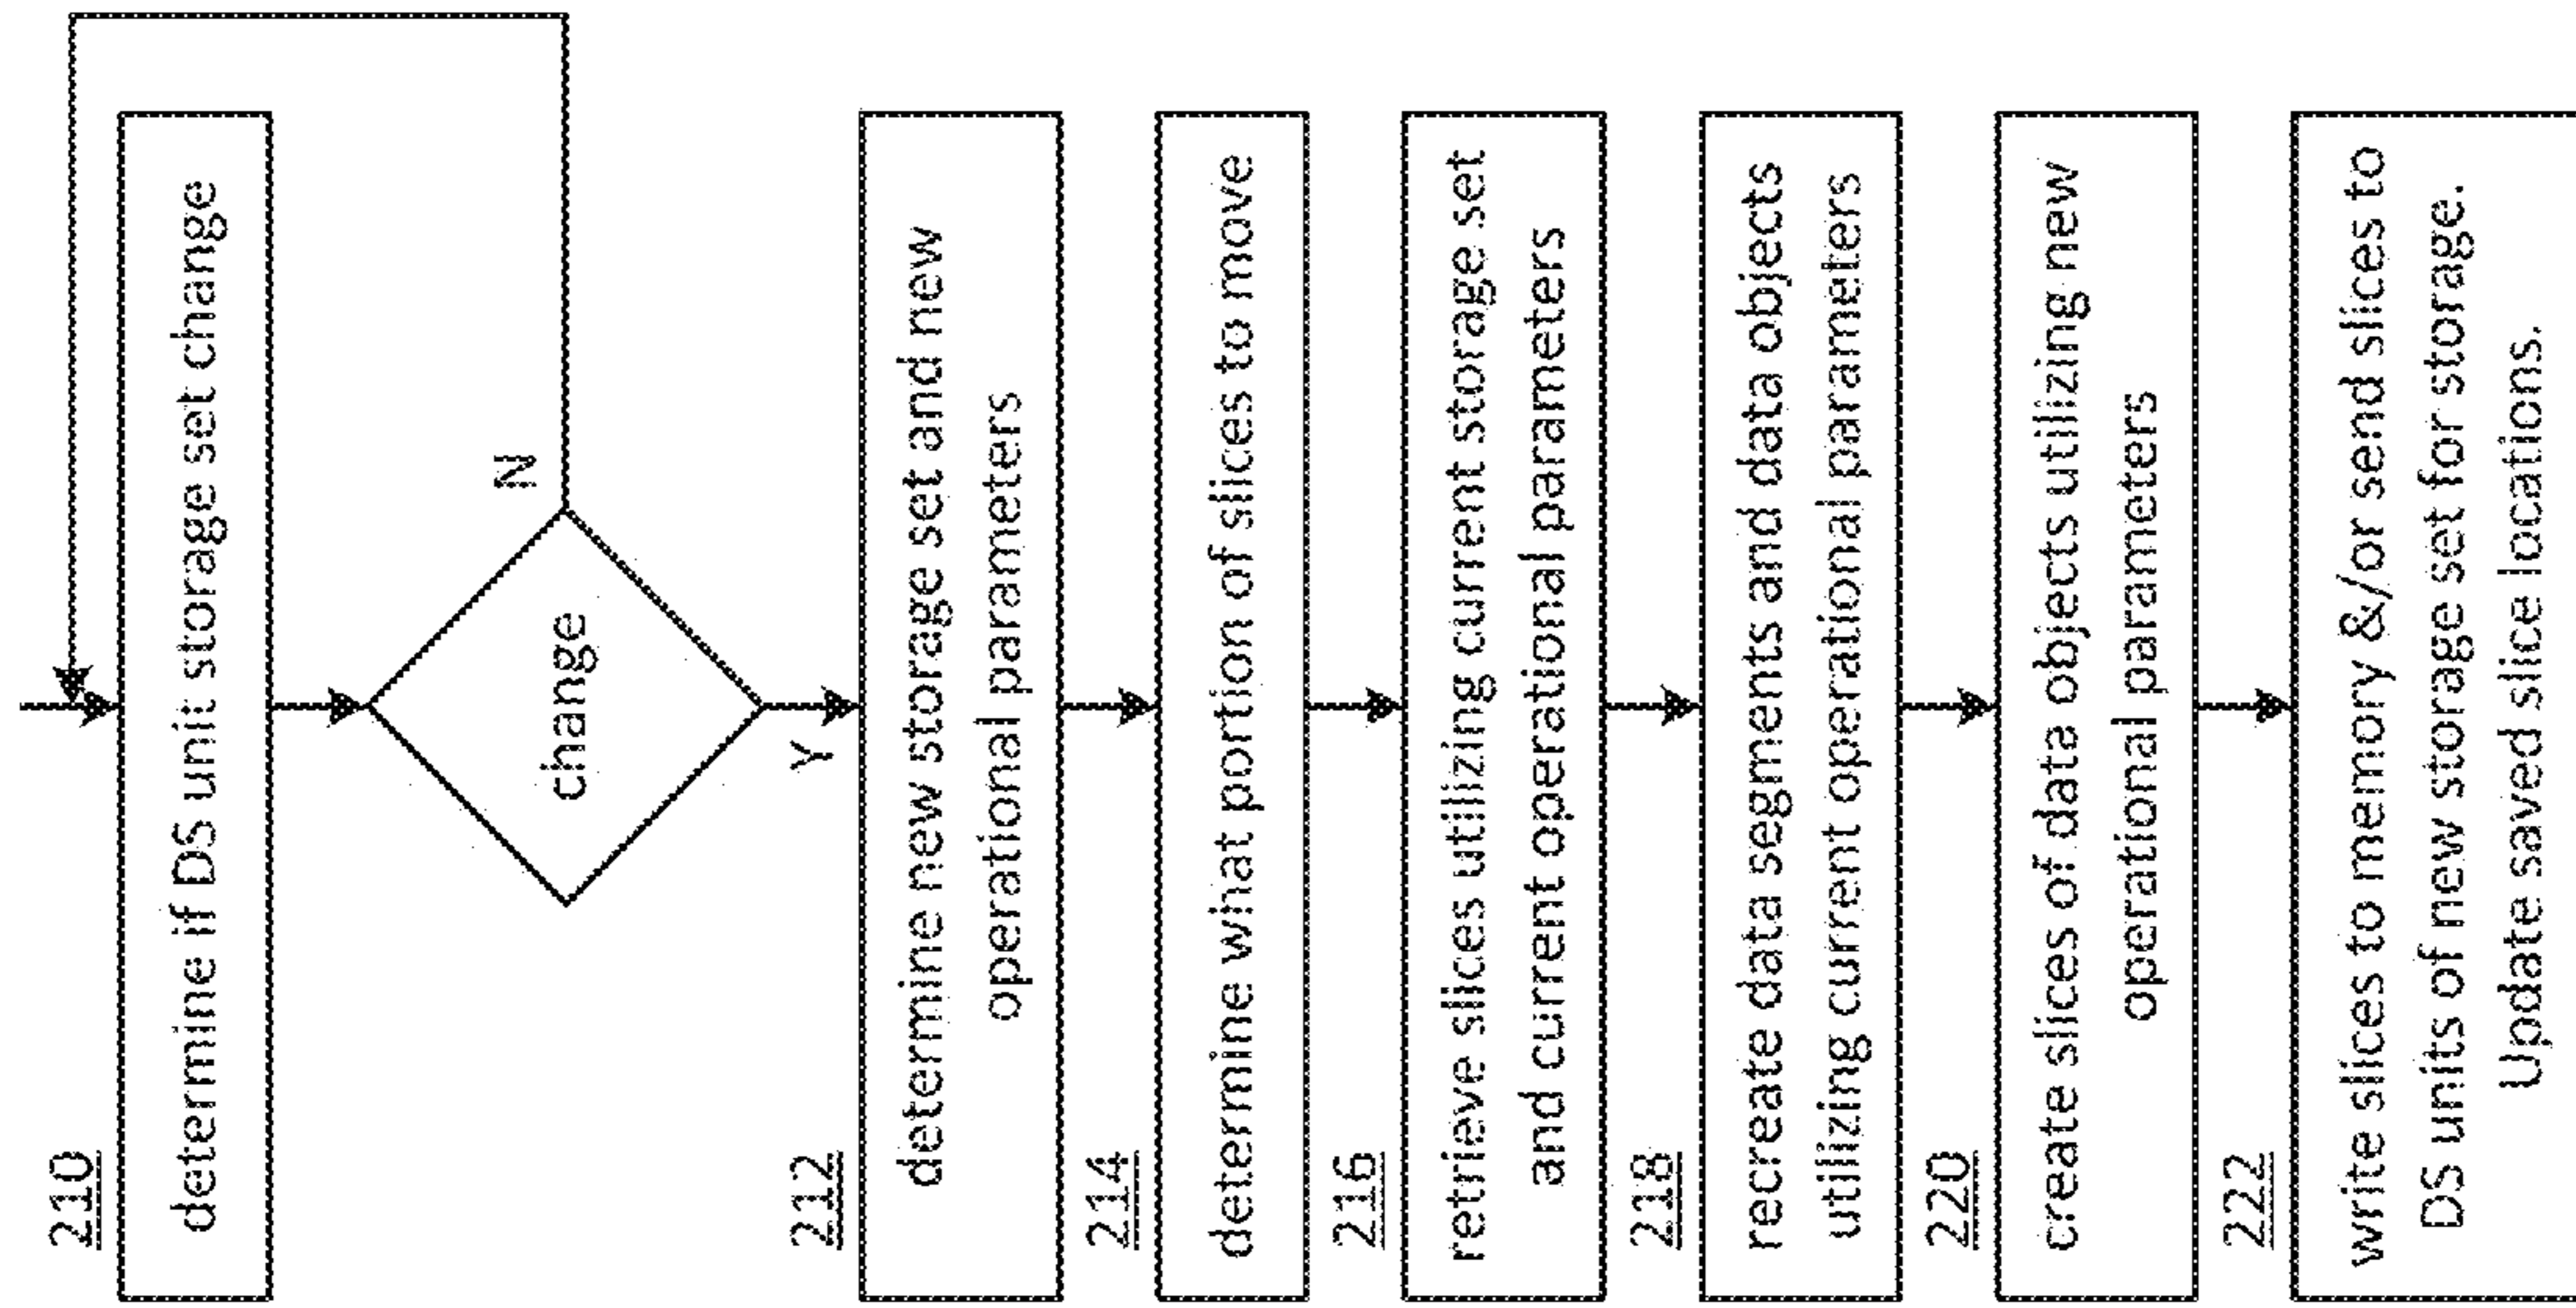 210
determine if DS unit storage set change
change
N
Y
212
determine new storage set and new
operational parameters
214
determine what portion of slices to move
216
retrieve slices utilizing current storage set
and current operational parameters
218
recreate data segments and data objects
utilizing current operational parameters
220
create slices of data objects utilizing new
operational parameters
222
write slices to memory &/or send slices to
DS units of new storage set for storage.
Update saved slice locations.